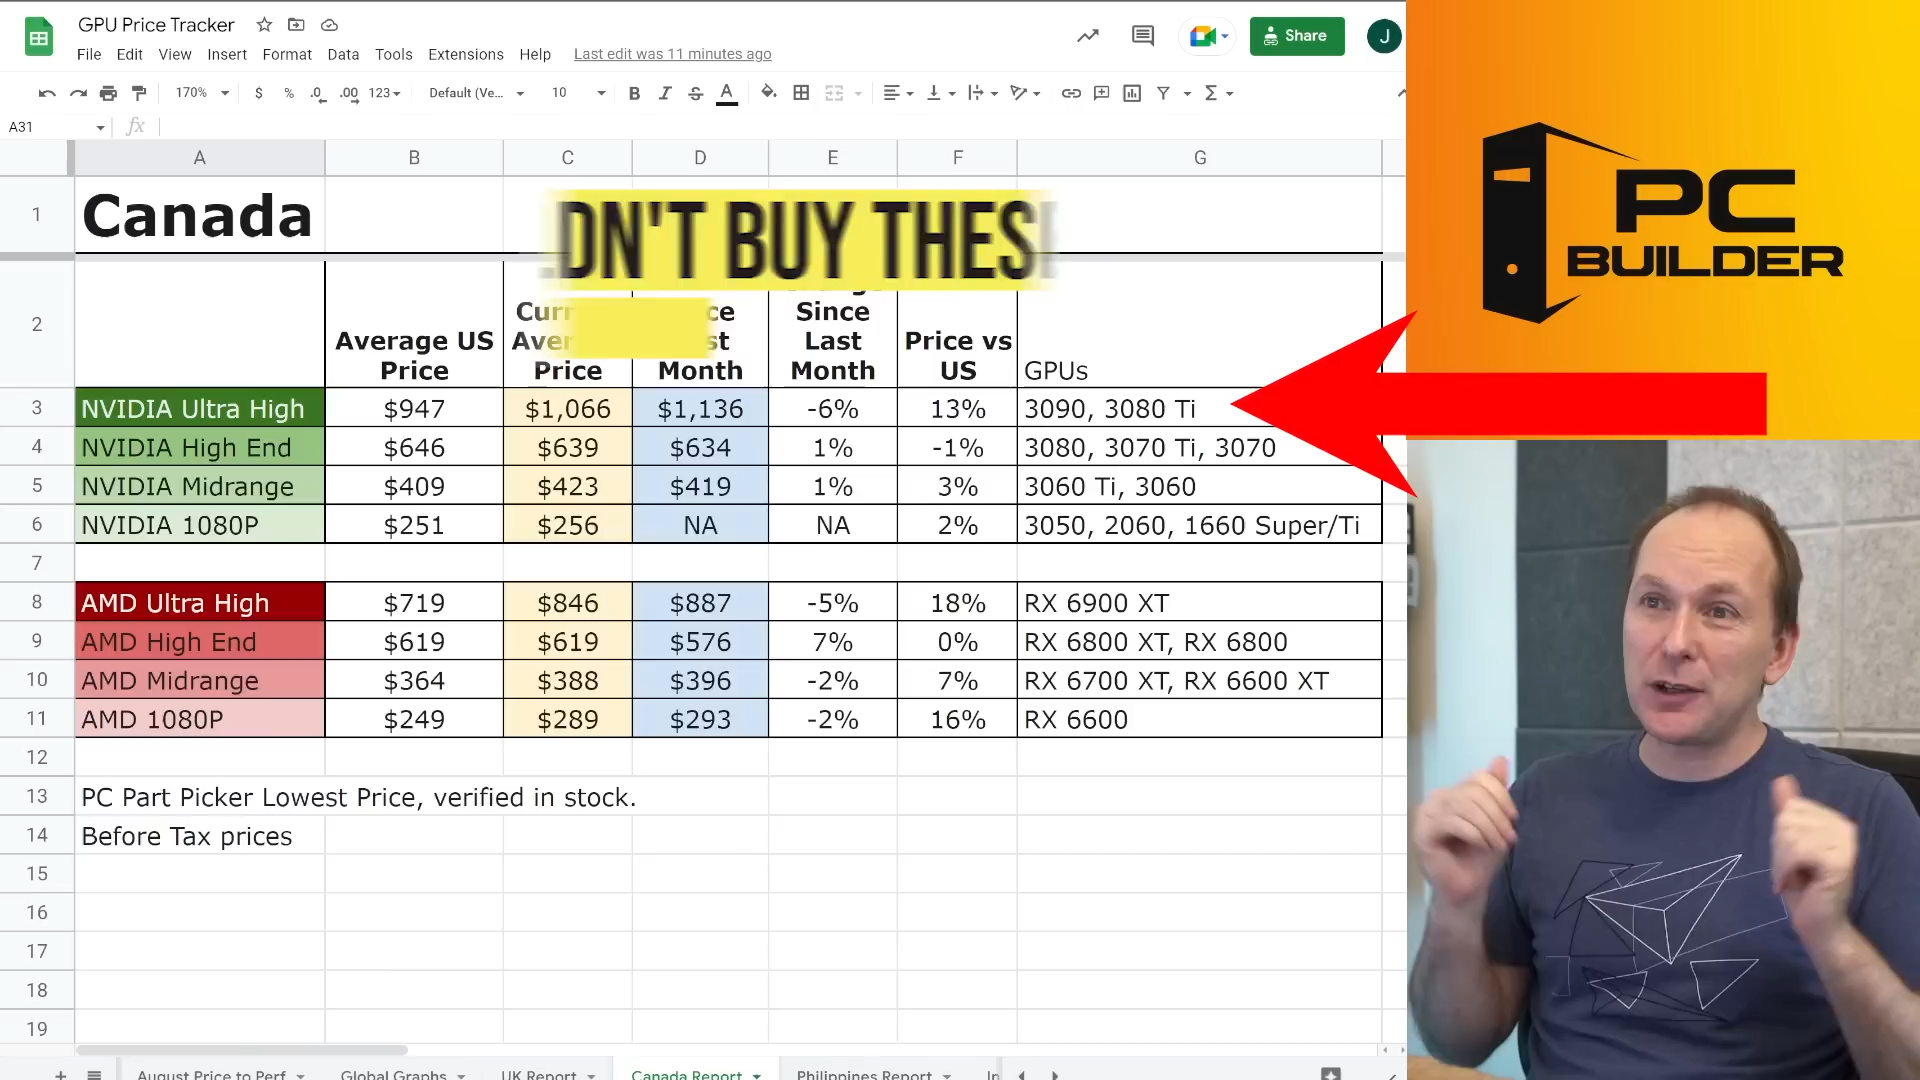 GPU Price Tracker
File Edit View Insert Format Data Tools Extensions Help Last edit was 11 minutes ago
Share
J
170% $ % .0 .00 123 Default (Ve... 10 B I S A
A31 fx
A B C D E F G
1 Canada
DN'T BUY THES
2 Average US Price Price Month Since Last Month Price vs US GPUs
3 NVIDIA Ultra High $947 $1,066 $1,136 -6% 13% 3090, 3080 Ti
4 NVIDIA High End $646 $639 $634 1% -1% 3080, 3070 Ti, 3070
5 NVIDIA Midrange $409 $423 $419 1% 3% 3060 Ti, 3060
6 NVIDIA 1080P $251 $256 NA NA 2% 3050, 2060, 1660 Super/Ti
7
8 AMD Ultra High $719 $846 $887 -5% 18% RX 6900 XT
9 AMD High End $619 $619 $576 7% 0% RX 6800 XT, RX 6800
10 AMD Midrange $364 $388 $396 -2% 7% RX 6700 XT, RX 6600 XT
11 AMD 1080P $249 $289 $293 -2% 16% RX 6600
12
13 PC Part Picker Lowest Price, verified in stock.
14 Before Tax prices
15
16
17
18
19
August Price to Perf Global Graphs UK Report Canada Report Philippines Report
PC
BUILDER